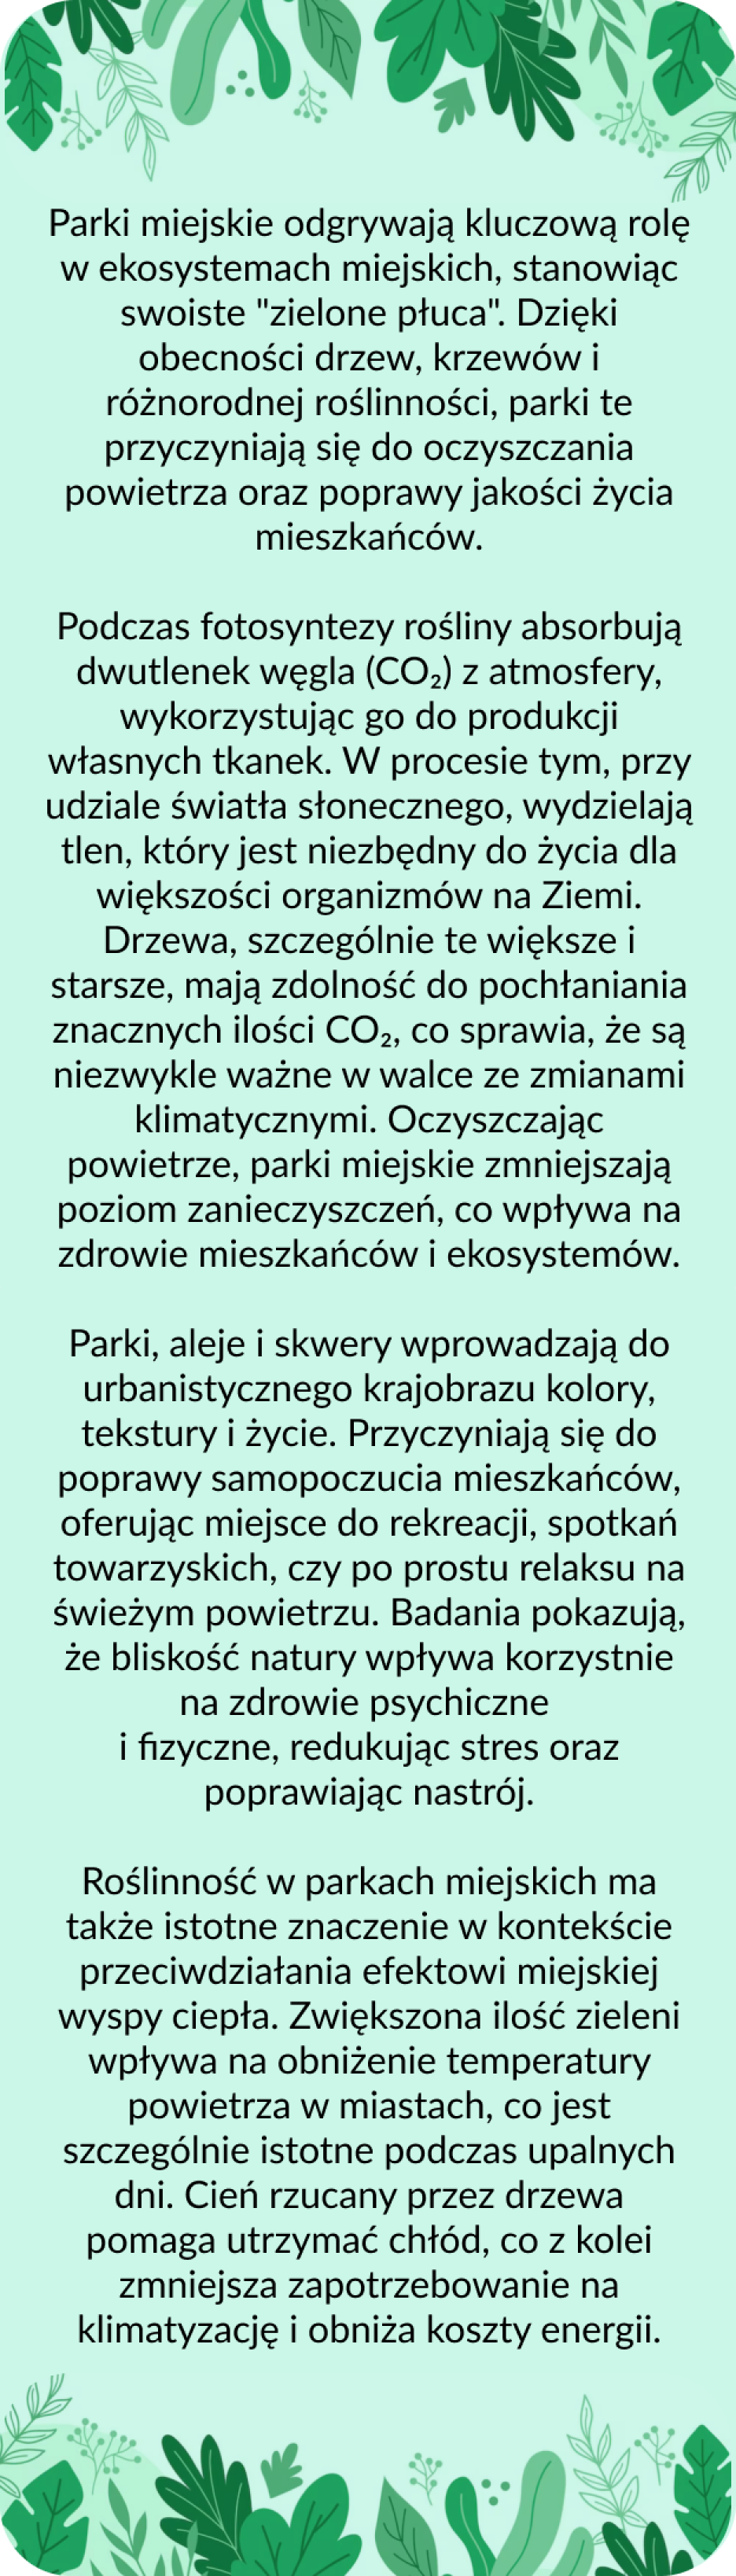 Parki miejskie odgrywają kluczową rolę
w ekosystemach miejskich, stanowiąc
swoiste "zielone płuca". Dzięki
obecności drzew, krzewów i
różnorodnej roślinności, parki te
przyczyniają się do oczyszczania
powietrza oraz poprawy jakości życia
mieszkańców.
Podczas fotosyntezy rośliny absorbują
dwutlenek węgla (CO₂) z atmosfery,
wykorzystując go do produkcji
własnych tkanek. W procesie tym, przy
udziale światła słonecznego, wydzielają
tlen, który jest niezbędny do życia dla
większości organizmów na Ziemi.
Drzewa, szczególnie te większe i
starsze, mają zdolność do pochłaniania
znacznych ilości CO₂, co sprawia, że są
niezwykle ważne w walce ze zmianami
klimatycznymi. Oczyszczając
powietrze, parki miejskie zmniejszają
poziom zanieczyszczeń, co wpływa na
zdrowie mieszkańców i ekosystemów.
Parki, aleje i skwery wprowadzają do
urbanistycznego krajobrazu kolory,
tekstury i życie. Przyczyniają się do
poprawy samopoczucia mieszkańców,
oferując miejsce do rekreacji, spotkań
towarzyskich, czy po prostu relaksu na
świeżym powietrzu. Badania pokazują,
że bliskość natury wpływa korzystnie
na zdrowie psychiczne
i fizyczne, redukując stres oraz
poprawiając nastrój.
Roślinność w parkach miejskich ma
także istotne znaczenie w kontekście
przeciwdziałania efektowi miejskiej
wyspy ciepła. Zwiększona ilość zieleni
wpływa na obniżenie temperatury
powietrza w miastach, co jest
szczególnie istotne podczas upalnych
dni. Cień rzucany przez drzewa
pomaga utrzymać chłód, co z kolei
zmniejsza zapotrzebowanie na
klimatyzację i obniża koszty energii.